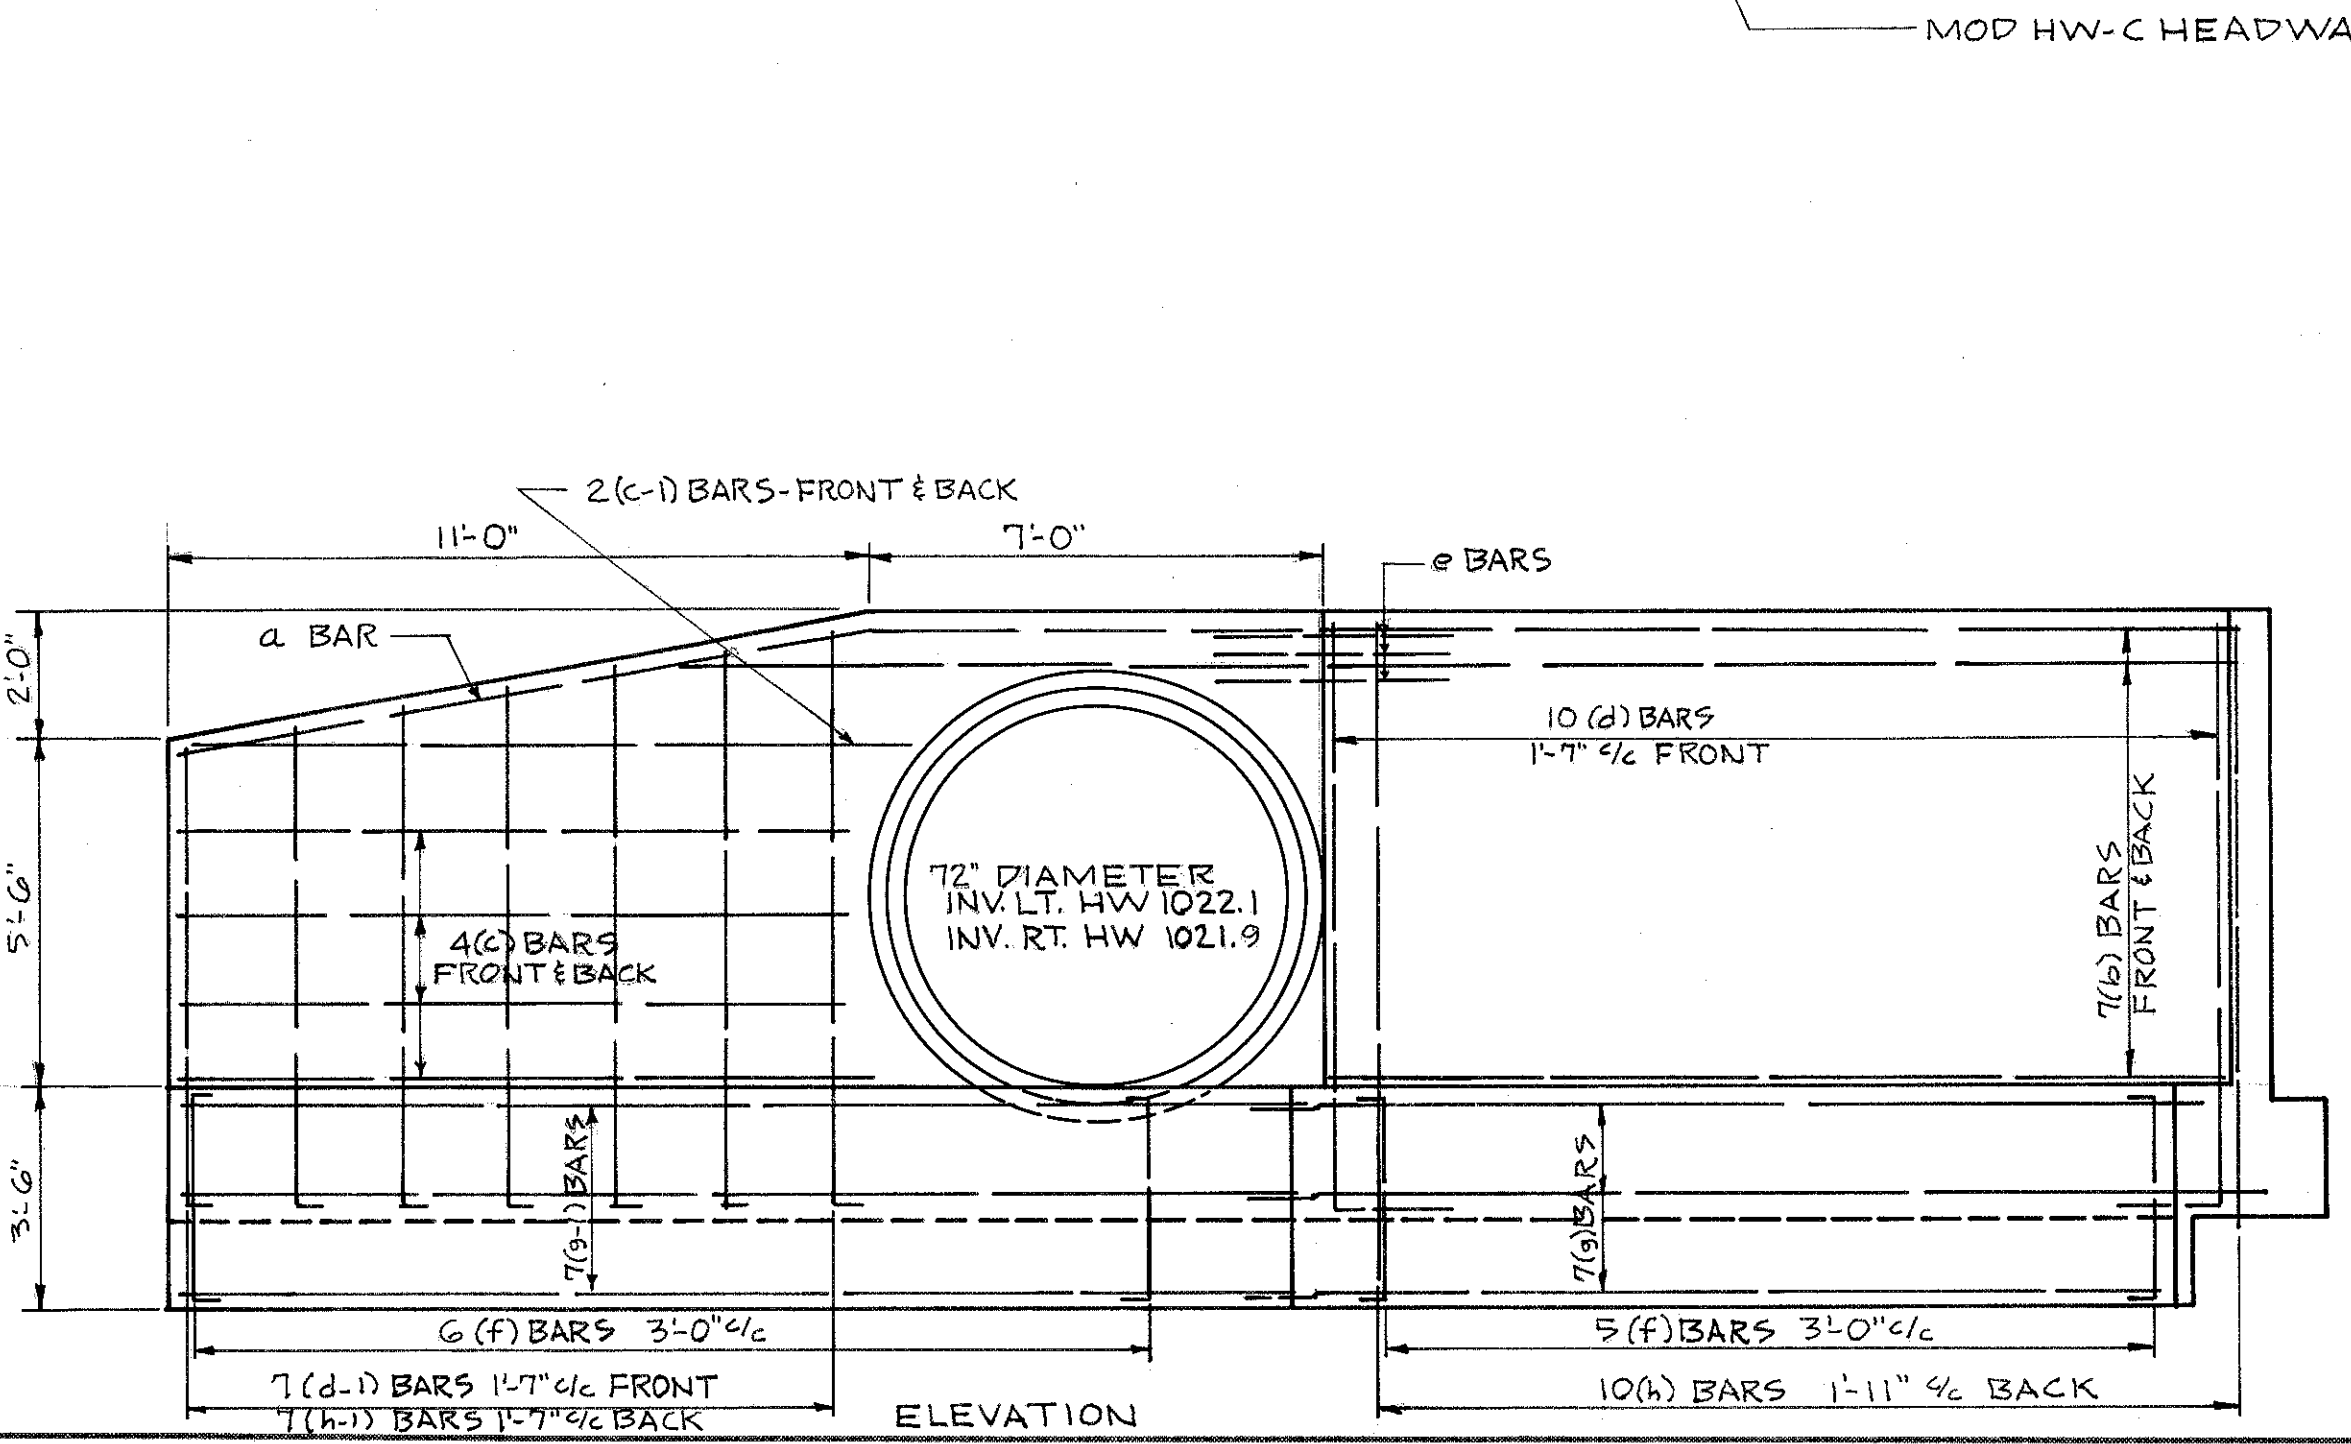 MOD HW-C HEADWA
2(c-1) BARS-FRONT & BACK
11'-0"
7'-0"
e BARS
a BAR
2'-0"
10 (d) BARS
1'-7" c/c FRONT
5'-6"
72" DIAMETER
INV. LT. HW 1022.1
INV. RT. HW 1021.9
4(c) BARS
FRONT & BACK
7(b) BARS
FRONT & BACK
3'-6"
7(g-1) BARS
7(g) BARS
6 (f) BARS 3'-0" c/c
5 (f) BARS 3'-0" c/c
7 (d-1) BARS 1'-7" c/c FRONT
7 (h-1) BARS 1'-7" c/c BACK
10(h) BARS 1'-11" c/c BACK
ELEVATION